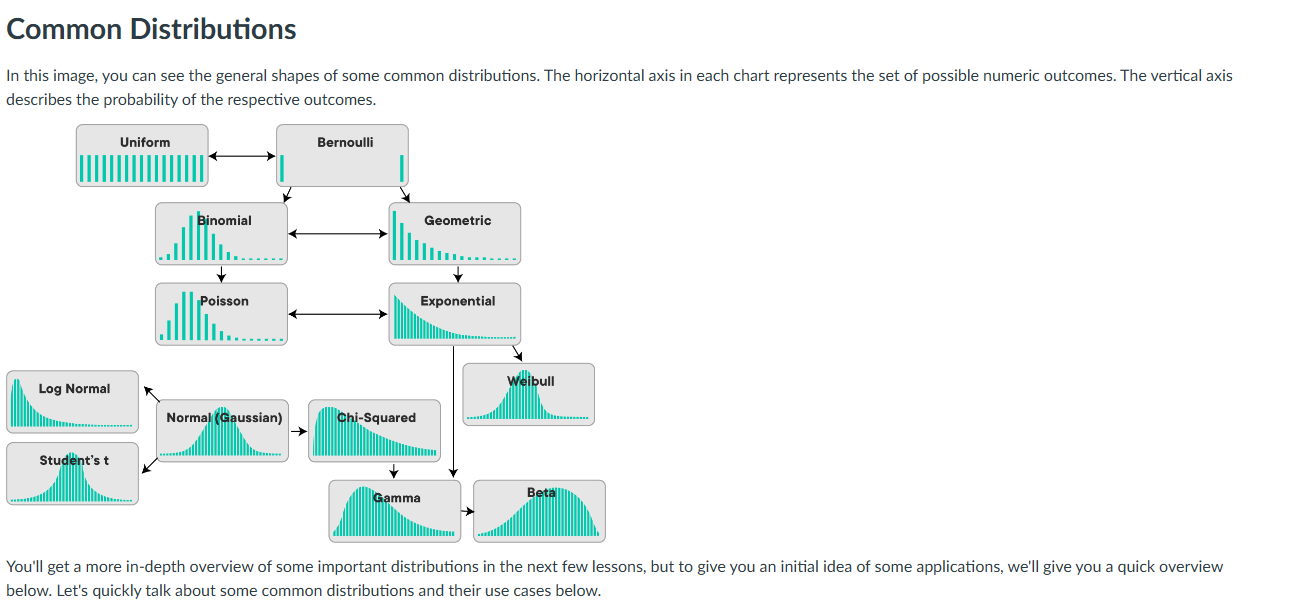 Common Distributions
In this image, you can see the general shapes of some common distributions. The horizontal axis in each chart represents the set of possible numeric outcomes. The vertical axis
describes the probability of the respective outcomes.
Uniform
Bernoulli
Binomial
Geometric
Poisson
Exponential
Weibull
Log Normal
Normal (Gaussian)
Chi-Squared
Student's t
Gamma
Beta
You'll get a more in-depth overview of some important distributions in the next few lessons, but to give you an initial idea of some applications, we'll give you a quick overview
below. Let's quickly talk about some common distributions and their use cases below.